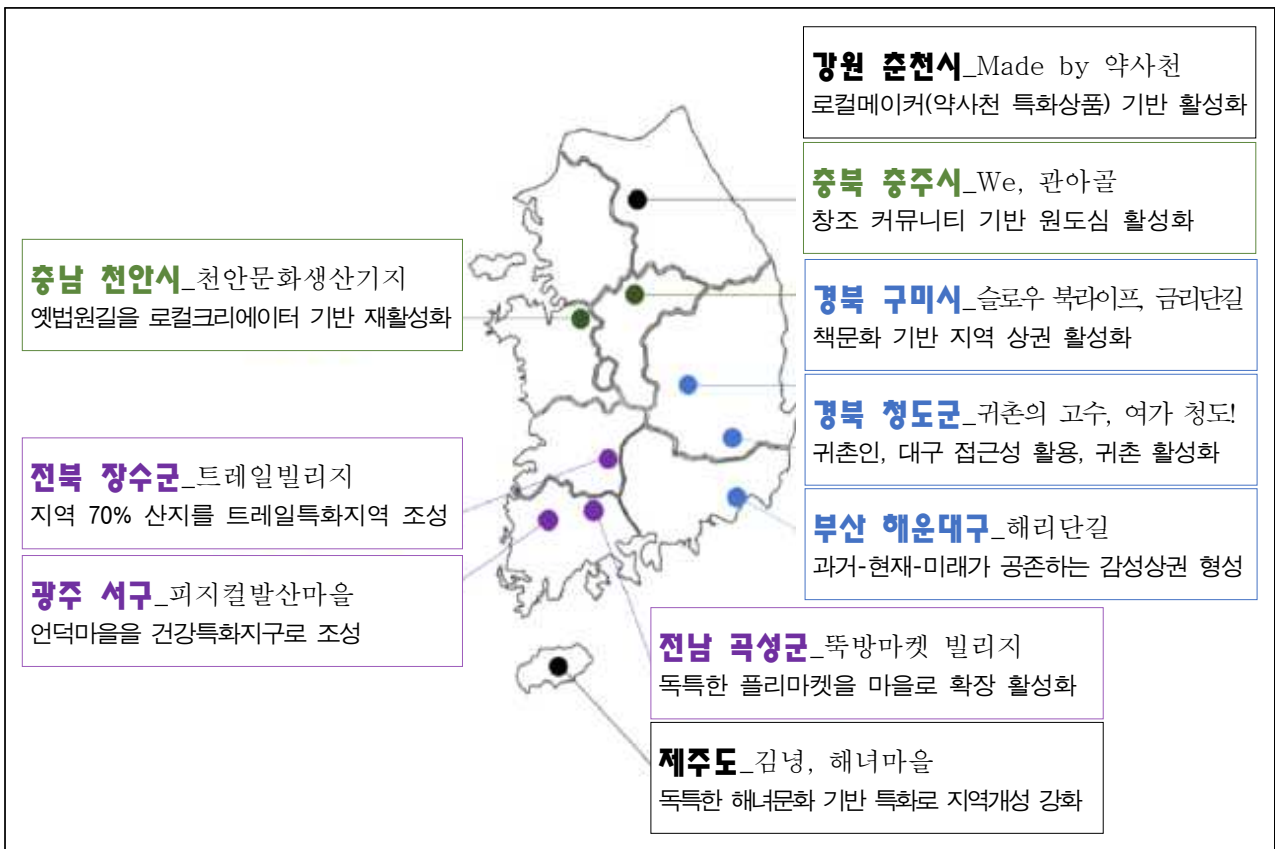 강원 춘천시_Made by 약사천
로컬메이커(약사천 특화상품) 기반 활성화
충북 충주시_We, 관아골
창조 커뮤니티 기반 원도심 활성화
충남 천안시_천안문화생산기지
옛법원길을 로컬크리에이터 기반 재활성화
경북 구미시_슬로우 북라이프, 금리단길
책문화 기반 지역 상권 활성화
경북 청도군_귀촌의 고수, 여가 청도!
귀촌인, 대구 접근성 활용, 귀촌 활성화
전북 장수군_트레일빌리지
지역 70% 산지를 트레일특화지역 조성
부산 해운대구_해리단길
과거-현재-미래가 공존하는 감성상권 형성
광주 서구_피지컬발산마을
언덕마을을 건강특화지구로 조성
전남 곡성군_뚝방마켓 빌리지
독특한 플리마켓을 마을로 확장 활성화
제주도_김녕, 해녀마을
독특한 해녀문화 기반 특화로 지역개성 강화